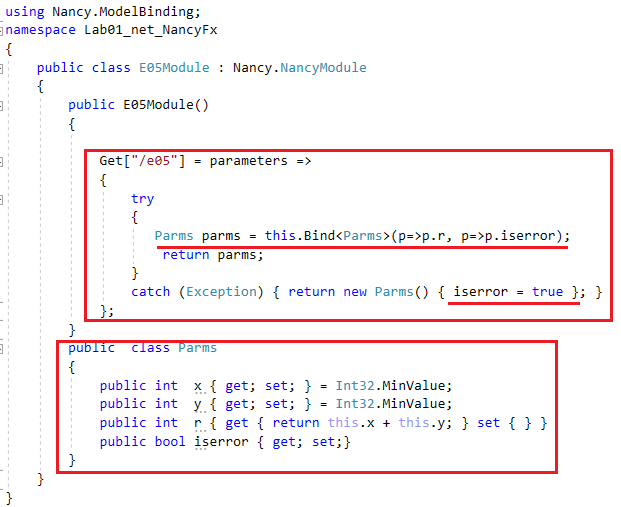 using Nancy.ModelBinding;
namespace Lab01_net_NancyFx
{
public class E05Module : Nancy.NancyModule
{
public E05Module()
{
Get["/e05"] = parameters =>
{
try
{
Parms parms = this.Bind<Parms>(p=>p.r, p=>p.iserror);
return parms;
}
catch (Exception) { return new Parms() { iserror = true }; }
};
}
public  class Parms
{
public int  x { get; set; } = Int32.MinValue;
public int  y { get; set; } = Int32.MinValue;
public int  r { get { return this.x + this.y; } set { } }
public bool iserror { get; set;}
}
}
}